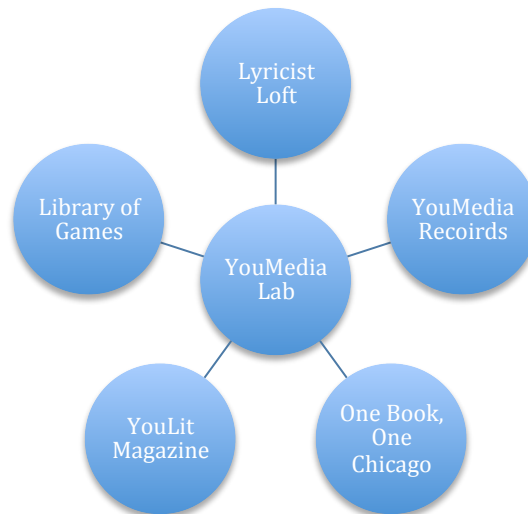 Lyricist
Loft
Library of
Games
YouMedia
Recoirds
YouMedia
Lab
YouLit
Magazine
One Book,
One
Chicago